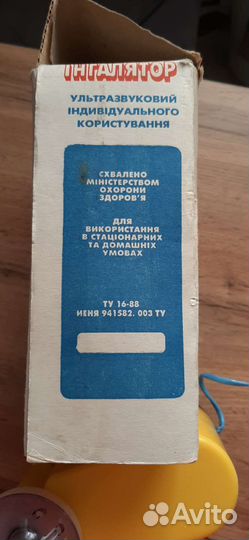 ІНГАЛЯТОР
УЛЬТРАЗВУКОВИЙ
ІНДИВІДУАЛЬНОГО
КОРИСТУВАННЯ
СХВАЛЕНО
МІНІСТЕРСТВОМ
ОХОРОНИ
ЗДОРОВ'Я
ДЛЯ
ВИКОРИСТАННЯ
В СТАЦІОНАРНИХ
ТА ДОМАШНІХ
УМОВАХ
ТУ 16-88
ИЕНЯ 941582. 003 ТУ
Avito